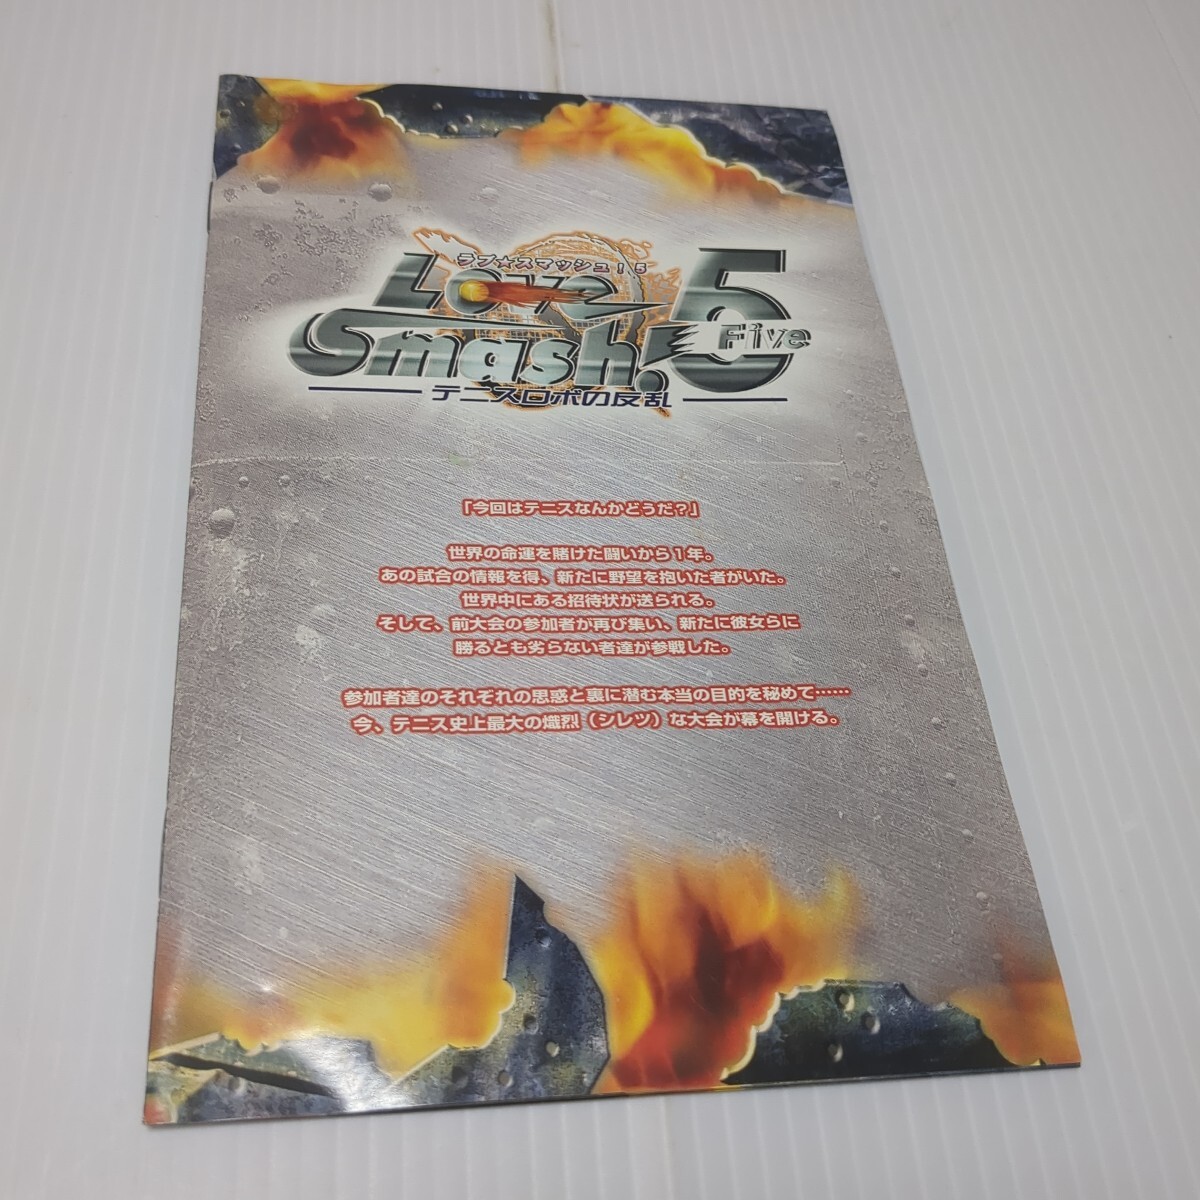 ラブ☆スマッシュ！5
Love
Smash!
5
Five
テニスロボの反乱
「今回はテニスなんかどうだ？」
世界の命運を賭けた闘いから1年。
あの試合の情報を得、新たに野望を抱いた者がいた。
世界中にある招待状が送られる。
そして、前大会の参加者が再び集い、新たに彼女らに
勝るとも劣らない者達が参戦した。
参加者達のそれぞれの思惑と裏に潜む本当の目的を秘めて……
今、テニス史上最大の熾烈（シレツ）な大会が幕を開ける。